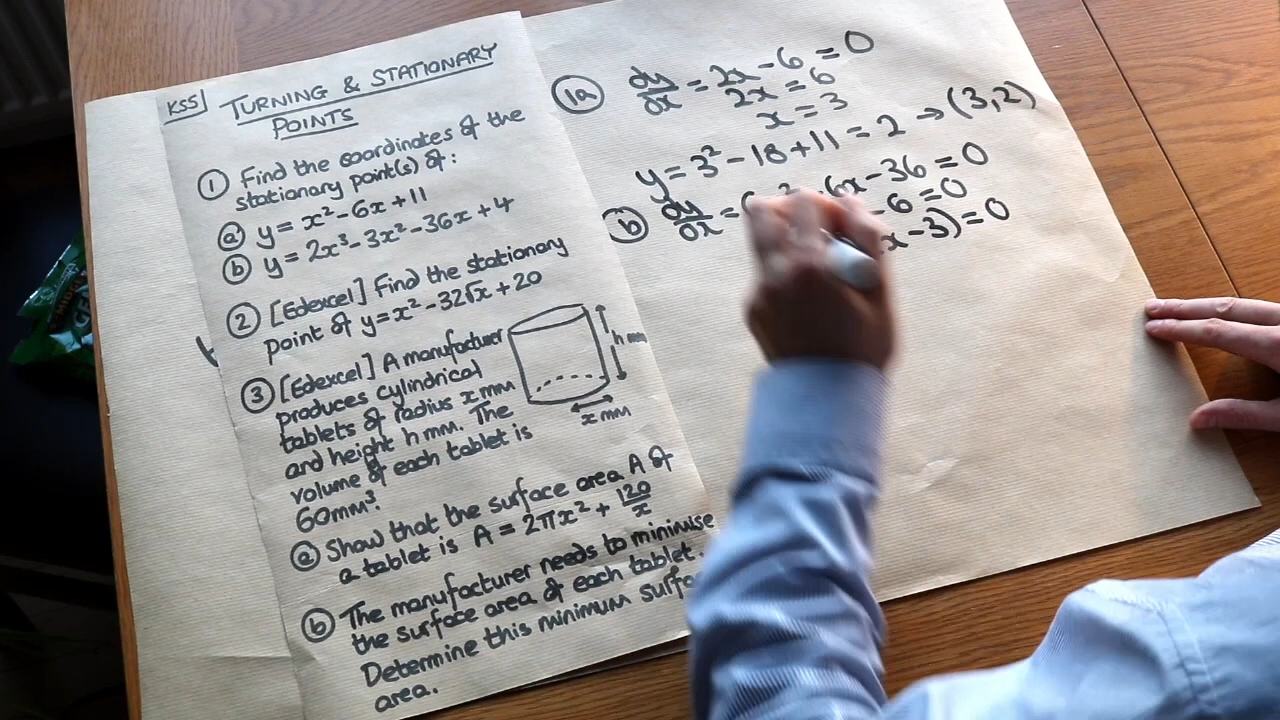 KS5
TURNING & STATIONARY
POINTS
① Find the coordinates of the
stationary point(s) of:
ⓐ y = x² - 6x + 11
ⓑ y = 2x³ - 3x² - 36x + 4
② [Edexcel] Find the stationary
point of y = x² - 32√x + 20
③ [Edexcel] A manufacturer
produces cylindrical
tablets of radius x mm
and height h mm. The
volume of each tablet is
60mm³.
h mm
x mm
ⓐ Show that the surface area A of
a tablet is A = 2πx² + 120/x
ⓑ The manufacturer needs to minimise
the surface area of each tablet.
Determine this minimum
area.
1a dy/dx = 2x - 6 = 0
2x = 6
x = 3
y = 3² - 18 + 11 = 2 → (3,2)
ⓑ dy/dx = 6x - 36 = 0
- 6 = 0
x - 3) = 0